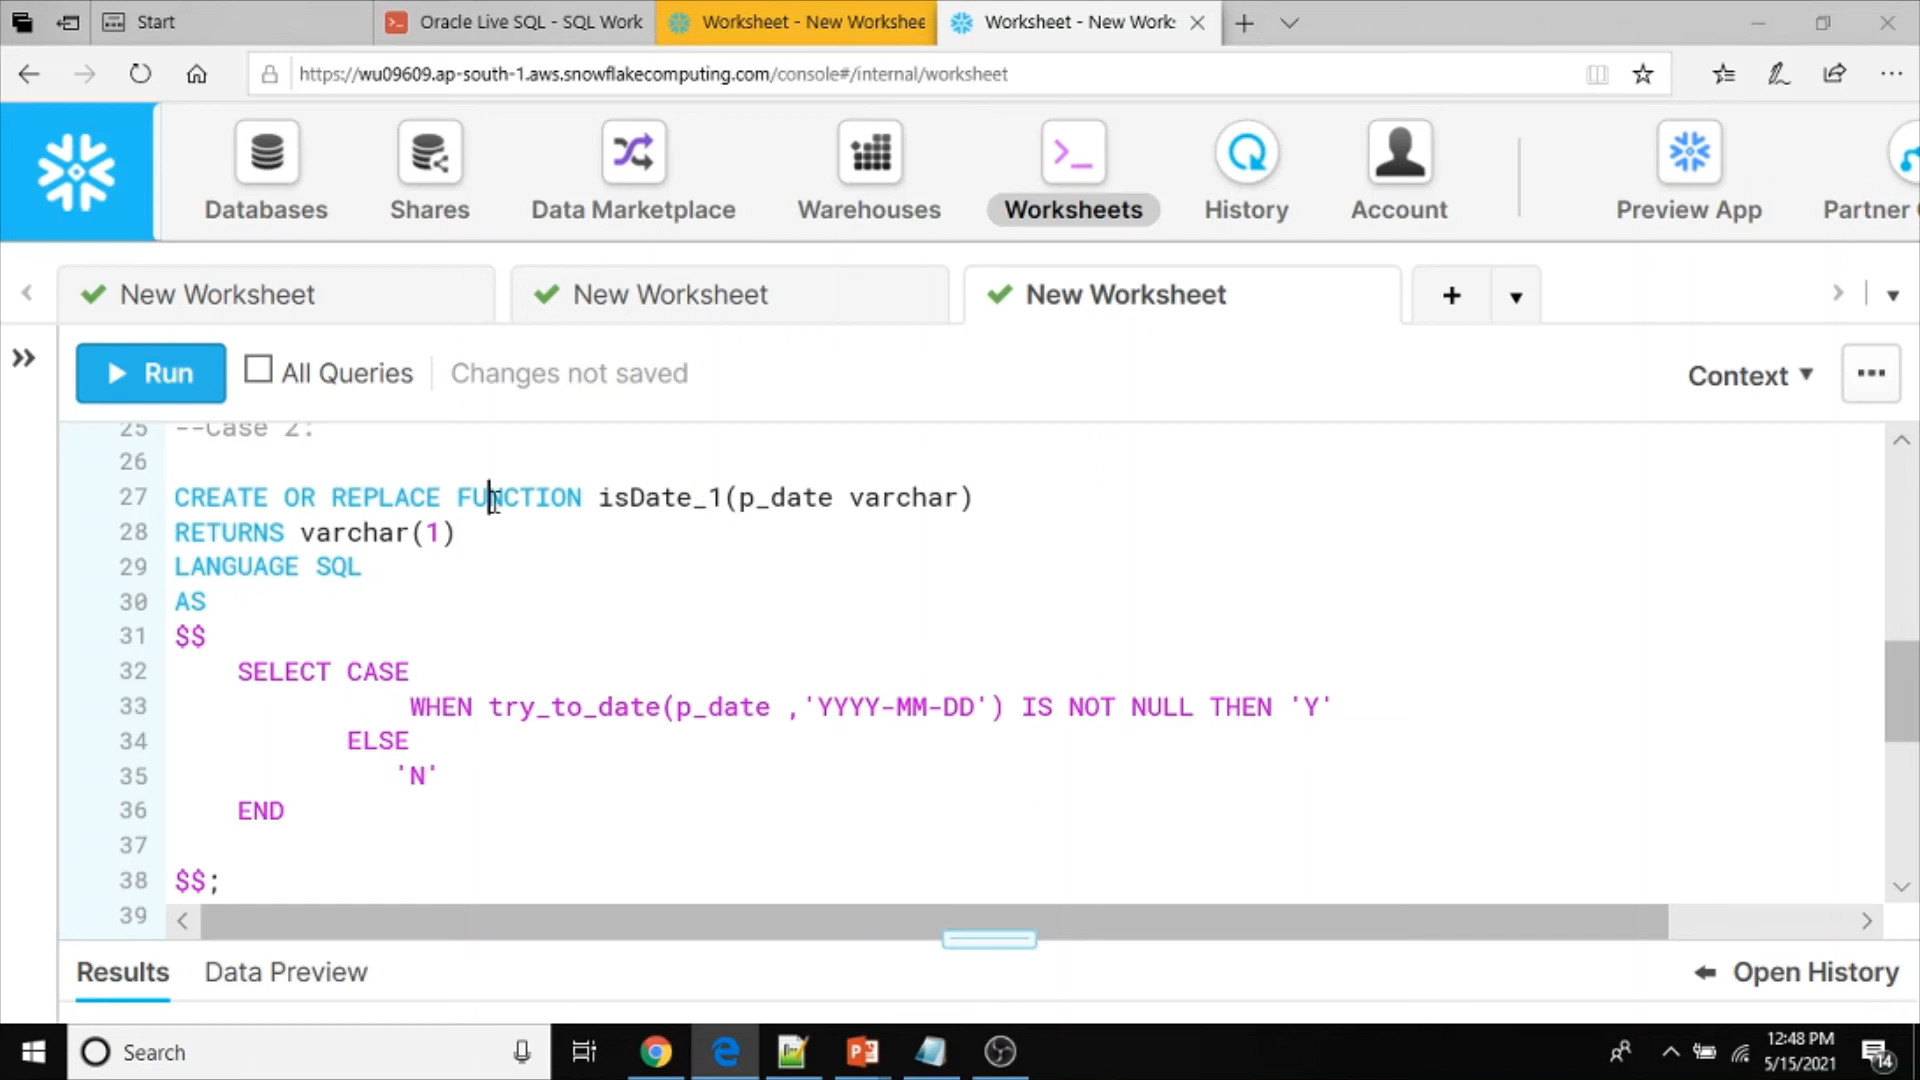 Start
Oracle Live SQL - SQL Work
Worksheet - New Workshee
Worksheet - New Work
https://wu09609.ap-south-1.aws.snowflakecomputing.com/console#/internal/worksheet
Databases
Shares
Data Marketplace
Warehouses
Worksheets
History
Account
Preview App
Partner
New Worksheet
New Worksheet
New Worksheet
Run
All Queries
Changes not saved
Context
25 --Case 2:
26
27 CREATE OR REPLACE FUNCTION isDate_1(p_date varchar)
28 RETURNS varchar(1)
29 LANGUAGE SQL
30 AS
31 $$
32 SELECT CASE
33 WHEN try_to_date(p_date ,'YYYY-MM-DD') IS NOT NULL THEN 'Y'
34 ELSE
35 'N'
36 END
37
38 $$;
39
Results
Data Preview
Open History
Search
12:48 PM
5/15/2021
14